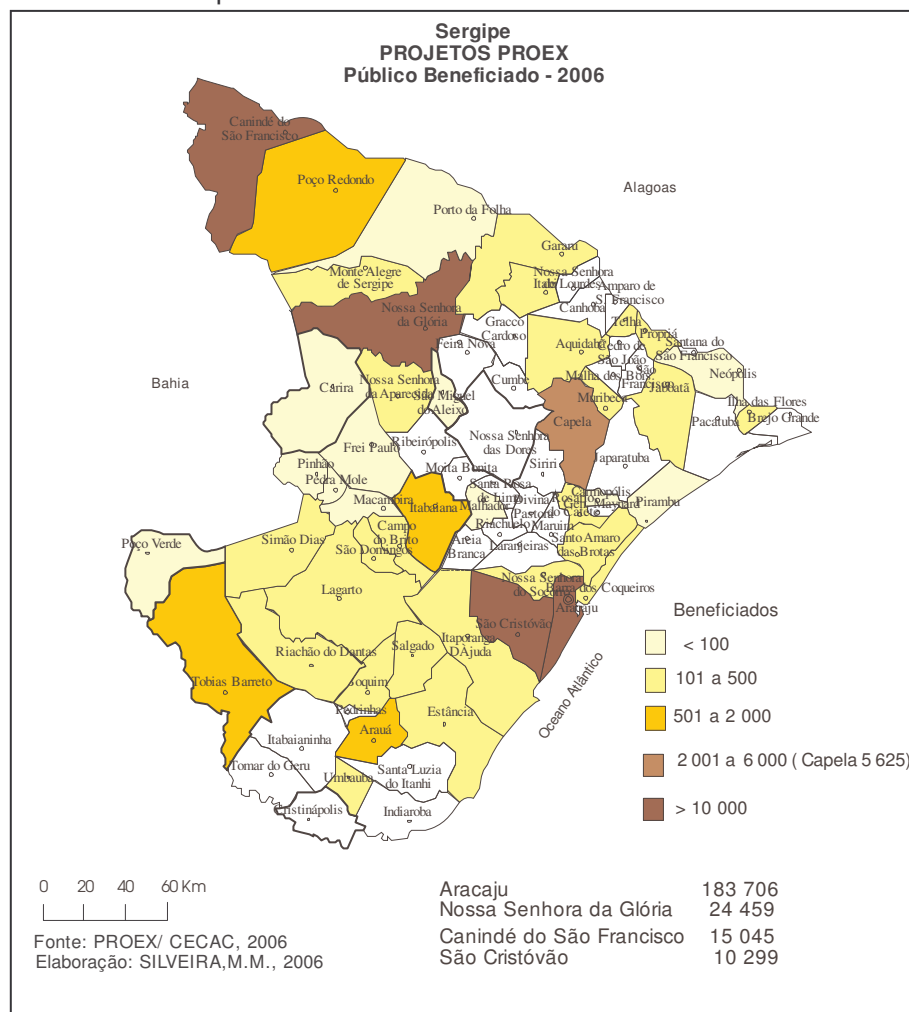 Sergipe
PROJETOS PROEX
Público Beneficiado - 2006
Canindé do
São Francisco
Poço Redondo
Alagoas
Porto da Folha
Gararu
Monte Alegre
de Sergipe
Nossa Senhora
de Lourdes
Amparo de
S. Francisco
Canhoba
Nossa Senhora
da Glória
Gracco
Cardoso
Feira Nova
Telha
Propriá
Aquidabã
Cedro de
São João
Santana do
São Francisco
Neópolis
Malha dos Bois
São
Francisco
Japoatã
Ilha das Flores
Brejo Grande
Pacatuba
Bahia
Carira
Nossa Senhora
da Aparecida
São Miguel
do Aleixo
Cumbe
Muribeca
Capela
Nossa Senhora
das Dores
Frei Paulo
Ribeirópolis
Siriri
Japaratuba
Pinhão
Pedra Mole
Moita Bonita
Santa Rosa
de Lima
Divina
Pastora
Rosário
do Catete
Carmópolis
Gen. Maynard
Pirambu
Macambira
Itabaiana
Malhador
Riachuelo
Maruim
Poço Verde
Simão Dias
Campo
do Brito
São Domingos
Areia
Branca
Laranjeiras
Santo Amaro
das Brotas
Lagarto
Nossa Senhora
do Socorro
Barra dos Coqueiros
Aracaju
São Cristóvão
Itaporanga
DÀjuda
Salgado
Riachão do Dantas
Tobias Barreto
Boquim
Pedrinhas
Arauá
Estância
Itabaianinha
Tomar do Geru
Santa Luzia
do Itanhi
Umbauba
Cristinápolis
Indiaroba
Oceano Atlântico
Beneficiados
< 100
101 a 500
501 a 2 000
2 001 a 6 000 ( Capela 5 625)
> 10 000
0 20 40 60 Km
Fonte: PROEX/ CECAC, 2006
Elaboração: SILVEIRA,M.M., 2006
Aracaju 183 706
Nossa Senhora da Glória 24 459
Canindé do São Francisco 15 045
São Cristóvão 10 299